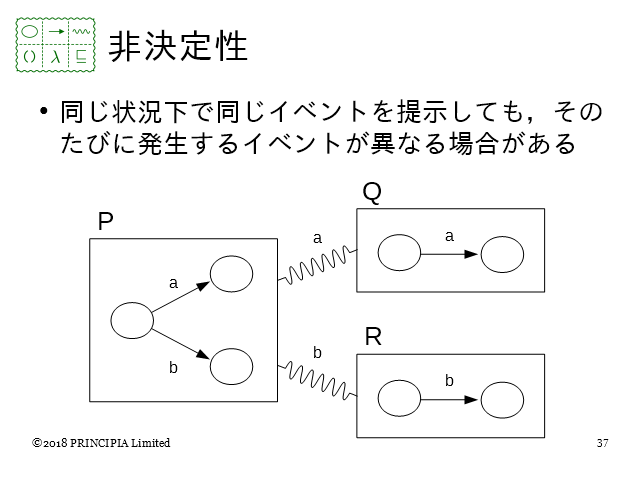 () λ ⊑
非決定性
• 同じ状況下で同じイベントを提示しても，その
たびに発生するイベントが異なる場合がある
P
Q
a
a
a
b
R
b
b
©2018 PRINCIPIA Limited
37